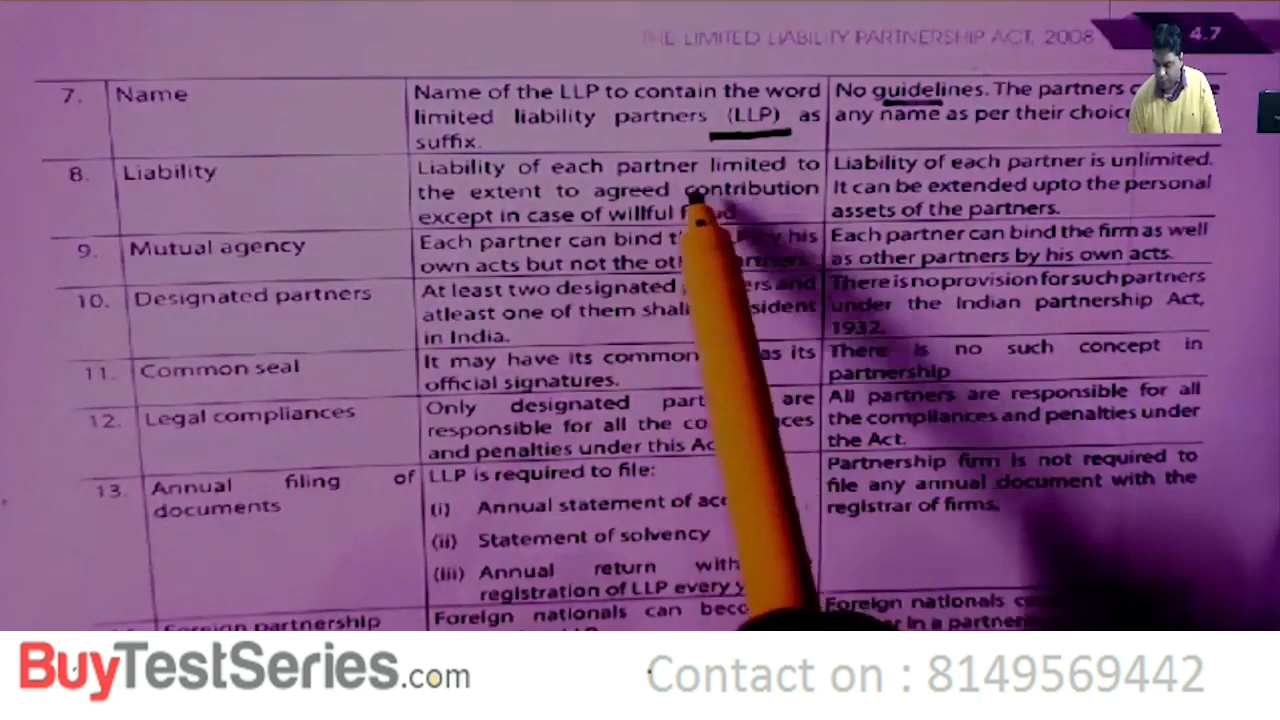 THE LIMITED LIABILITY PARTNERSHIP ACT, 2008
4.7
7. Name
Name of the LLP to contain the word
limited liability partners (LLP) as
suffix.
No guidelines. The partners
any name as per their choice
8. Liability
Liability of each partner limited to
the extent to agreed contribution
except in case of willful
Liability of each partner is unlimited.
It can be extended upto the personal
assets of the partners.
9. Mutual agency
Each partner can bind his
own acts but not the
Each partner can bind the firm as well
as other partners by his own acts.
10. Designated partners
At least two designated and
atleast one of them shall
in India.
There is no provision for such partners
under the Indian partnership Act,
1932.
11. Common seal
It may have its common as its
official signatures.
There is no such concept in
partnership
12. Legal compliances
Only designated are
responsible for all the
and penalties under this
All partners are responsible for all
the compliances and penalties under
the Act.
13. Annual filing of
documents
LLP is required to file:
(i) Annual statement of
(ii) Statement of solvency
(iii) Annual return with
registration of LLP every
Partnership firm is not required to
file any annual document with the
registrar of firms.
Foreign partnership
Foreign nationals can
Foreign nationals
in a
BuyTestSeries.com
Contact on : 8149569442